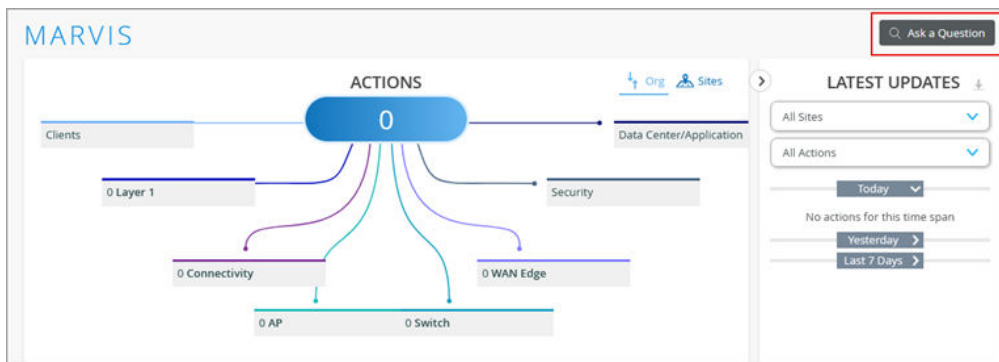 MARVIS
Ask a Question
ACTIONS
Org
Sites
0
Clients
Data Center/Application
0 Layer 1
Security
0 Connectivity
0 WAN Edge
0 AP
0 Switch
LATEST UPDATES
All Sites
All Actions
Today
No actions for this time span
Yesterday
Last 7 Days